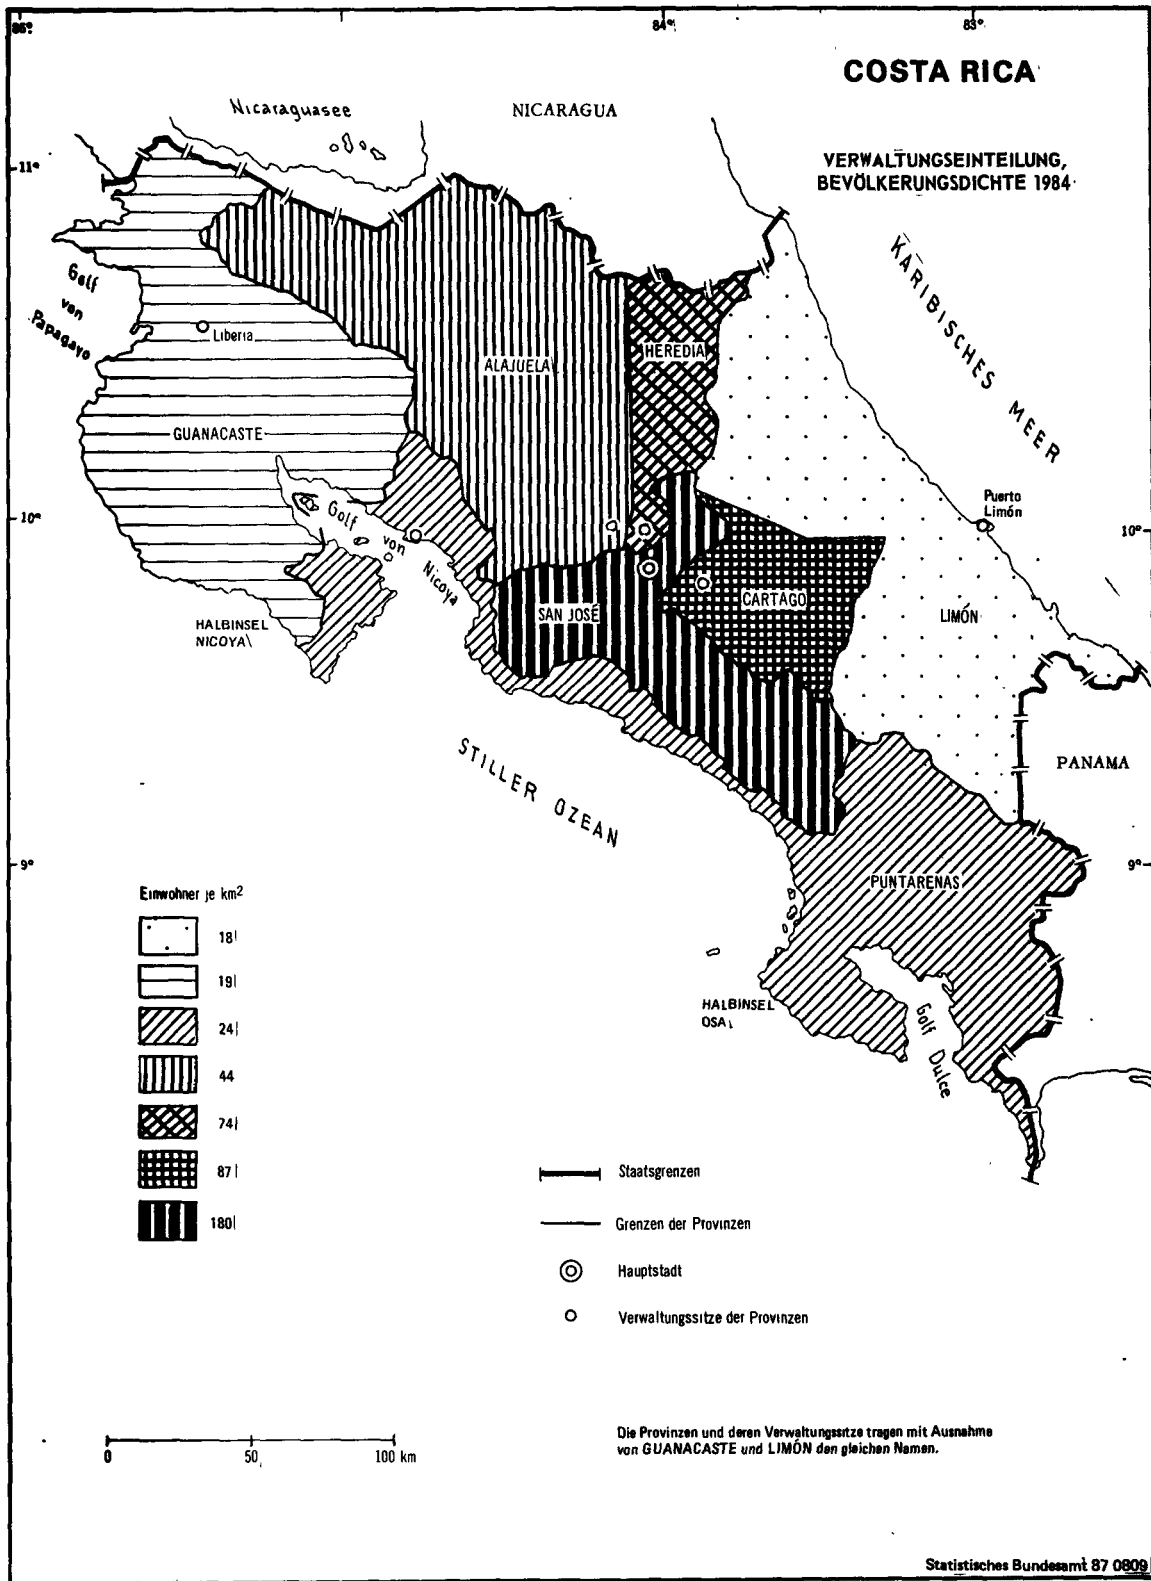 86°
84°
83°
COSTA RICA
Nicaraguasee
NICARAGUA
VERWALTUNGSEINTEILUNG,
BEVÖLKERUNGSDICHTE 1984
11°
KARIBISCHES MEER
Golf
von
Papagayo
Liberia
ALAJUELA
HEREDIA
GUANACASTE
Puerto
Limón
10°
10°
Golf von Nicoya
HALBINSEL
NICOYA
SAN JOSÉ
CARTAGO
LIMÓN
STILLER OZEAN
PANAMA
9°
9°
PUNTARENAS
HALBINSEL
OSA
Golf Dulce
Einwohner je km²
18
19
24
44
74
87
180
Staatsgrenzen
Grenzen der Provinzen
Hauptstadt
Verwaltungssitze der Provinzen
0 50 100 km
Die Provinzen und deren Verwaltungssitze tragen mit Ausnahme
von GUANACASTE und LIMÓN den gleichen Namen.
Statistisches Bundesamt 87 0809